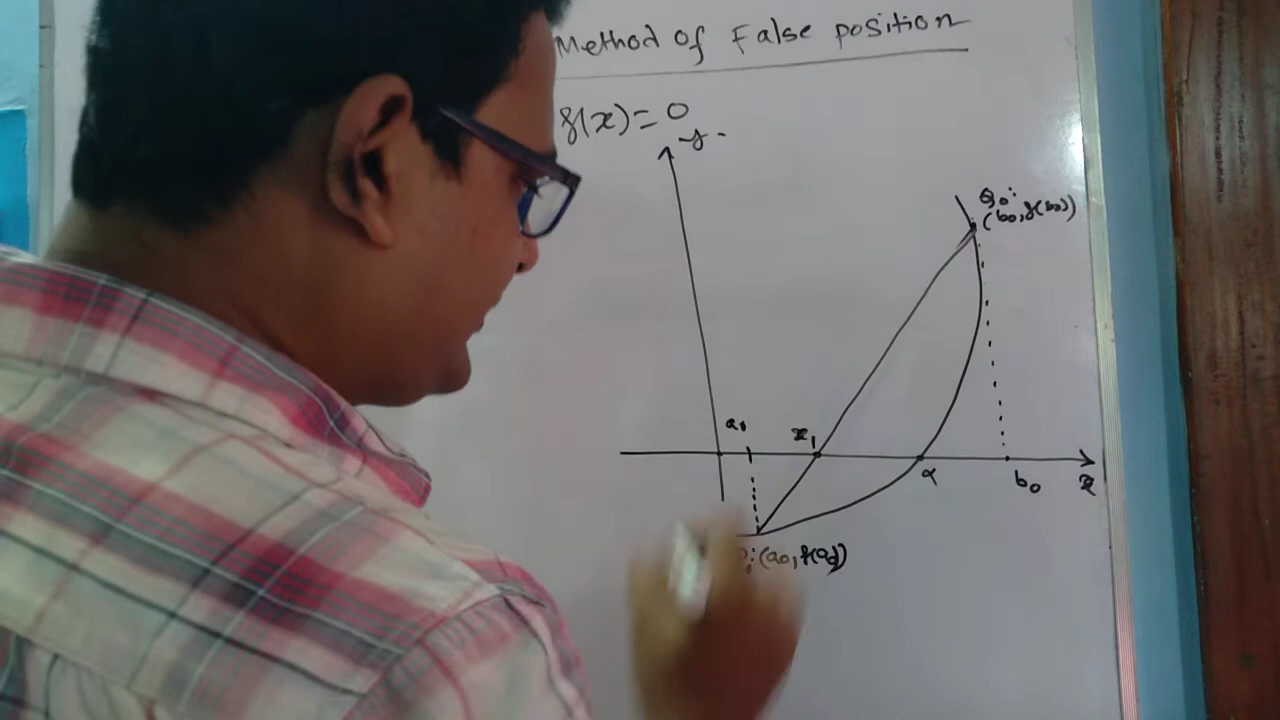 Method of False position
f(x)=0
y
Q₀:
(b₀,f(b₀))
a₀
x₁
α
b₀
x
:(a₀,f(a₀))